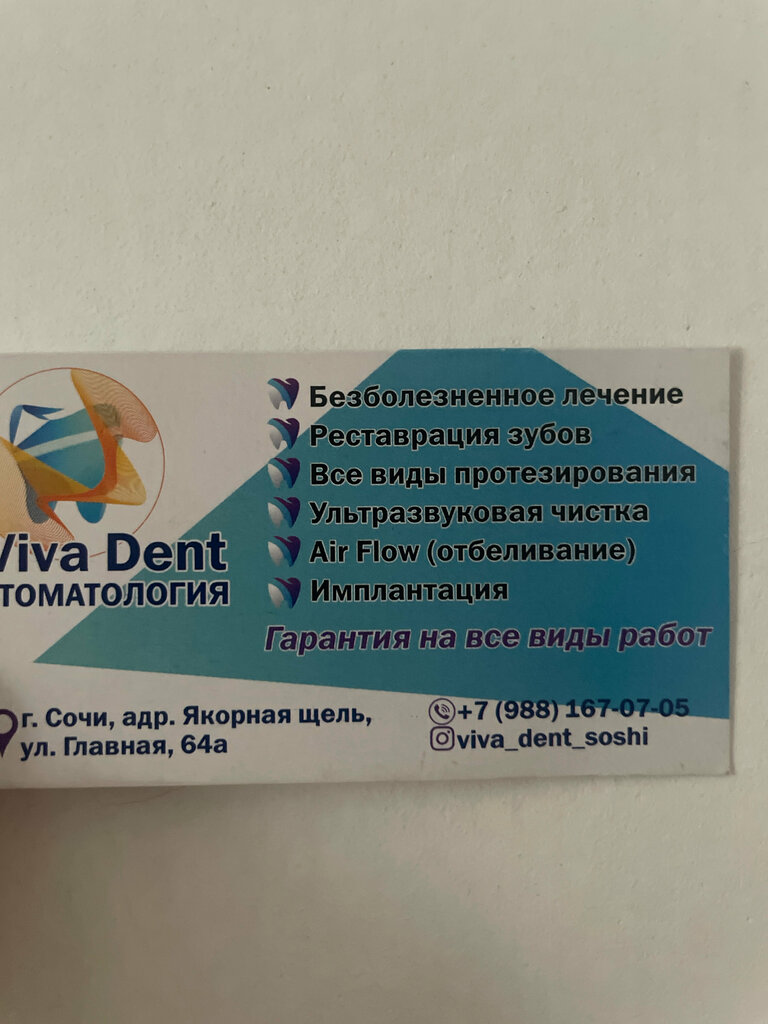 Безболезненное лечение
Реставрация зубов
Все виды протезирования
Ультразвуковая чистка
Air Flow (отбеливание)
Имплантация
Viva Dent
томатология
Гарантия на все виды работ
г. Сочи, адр. Якорная щель,
ул. Главная, 64а
+7 (988) 167-07-05
viva_dent_soshi